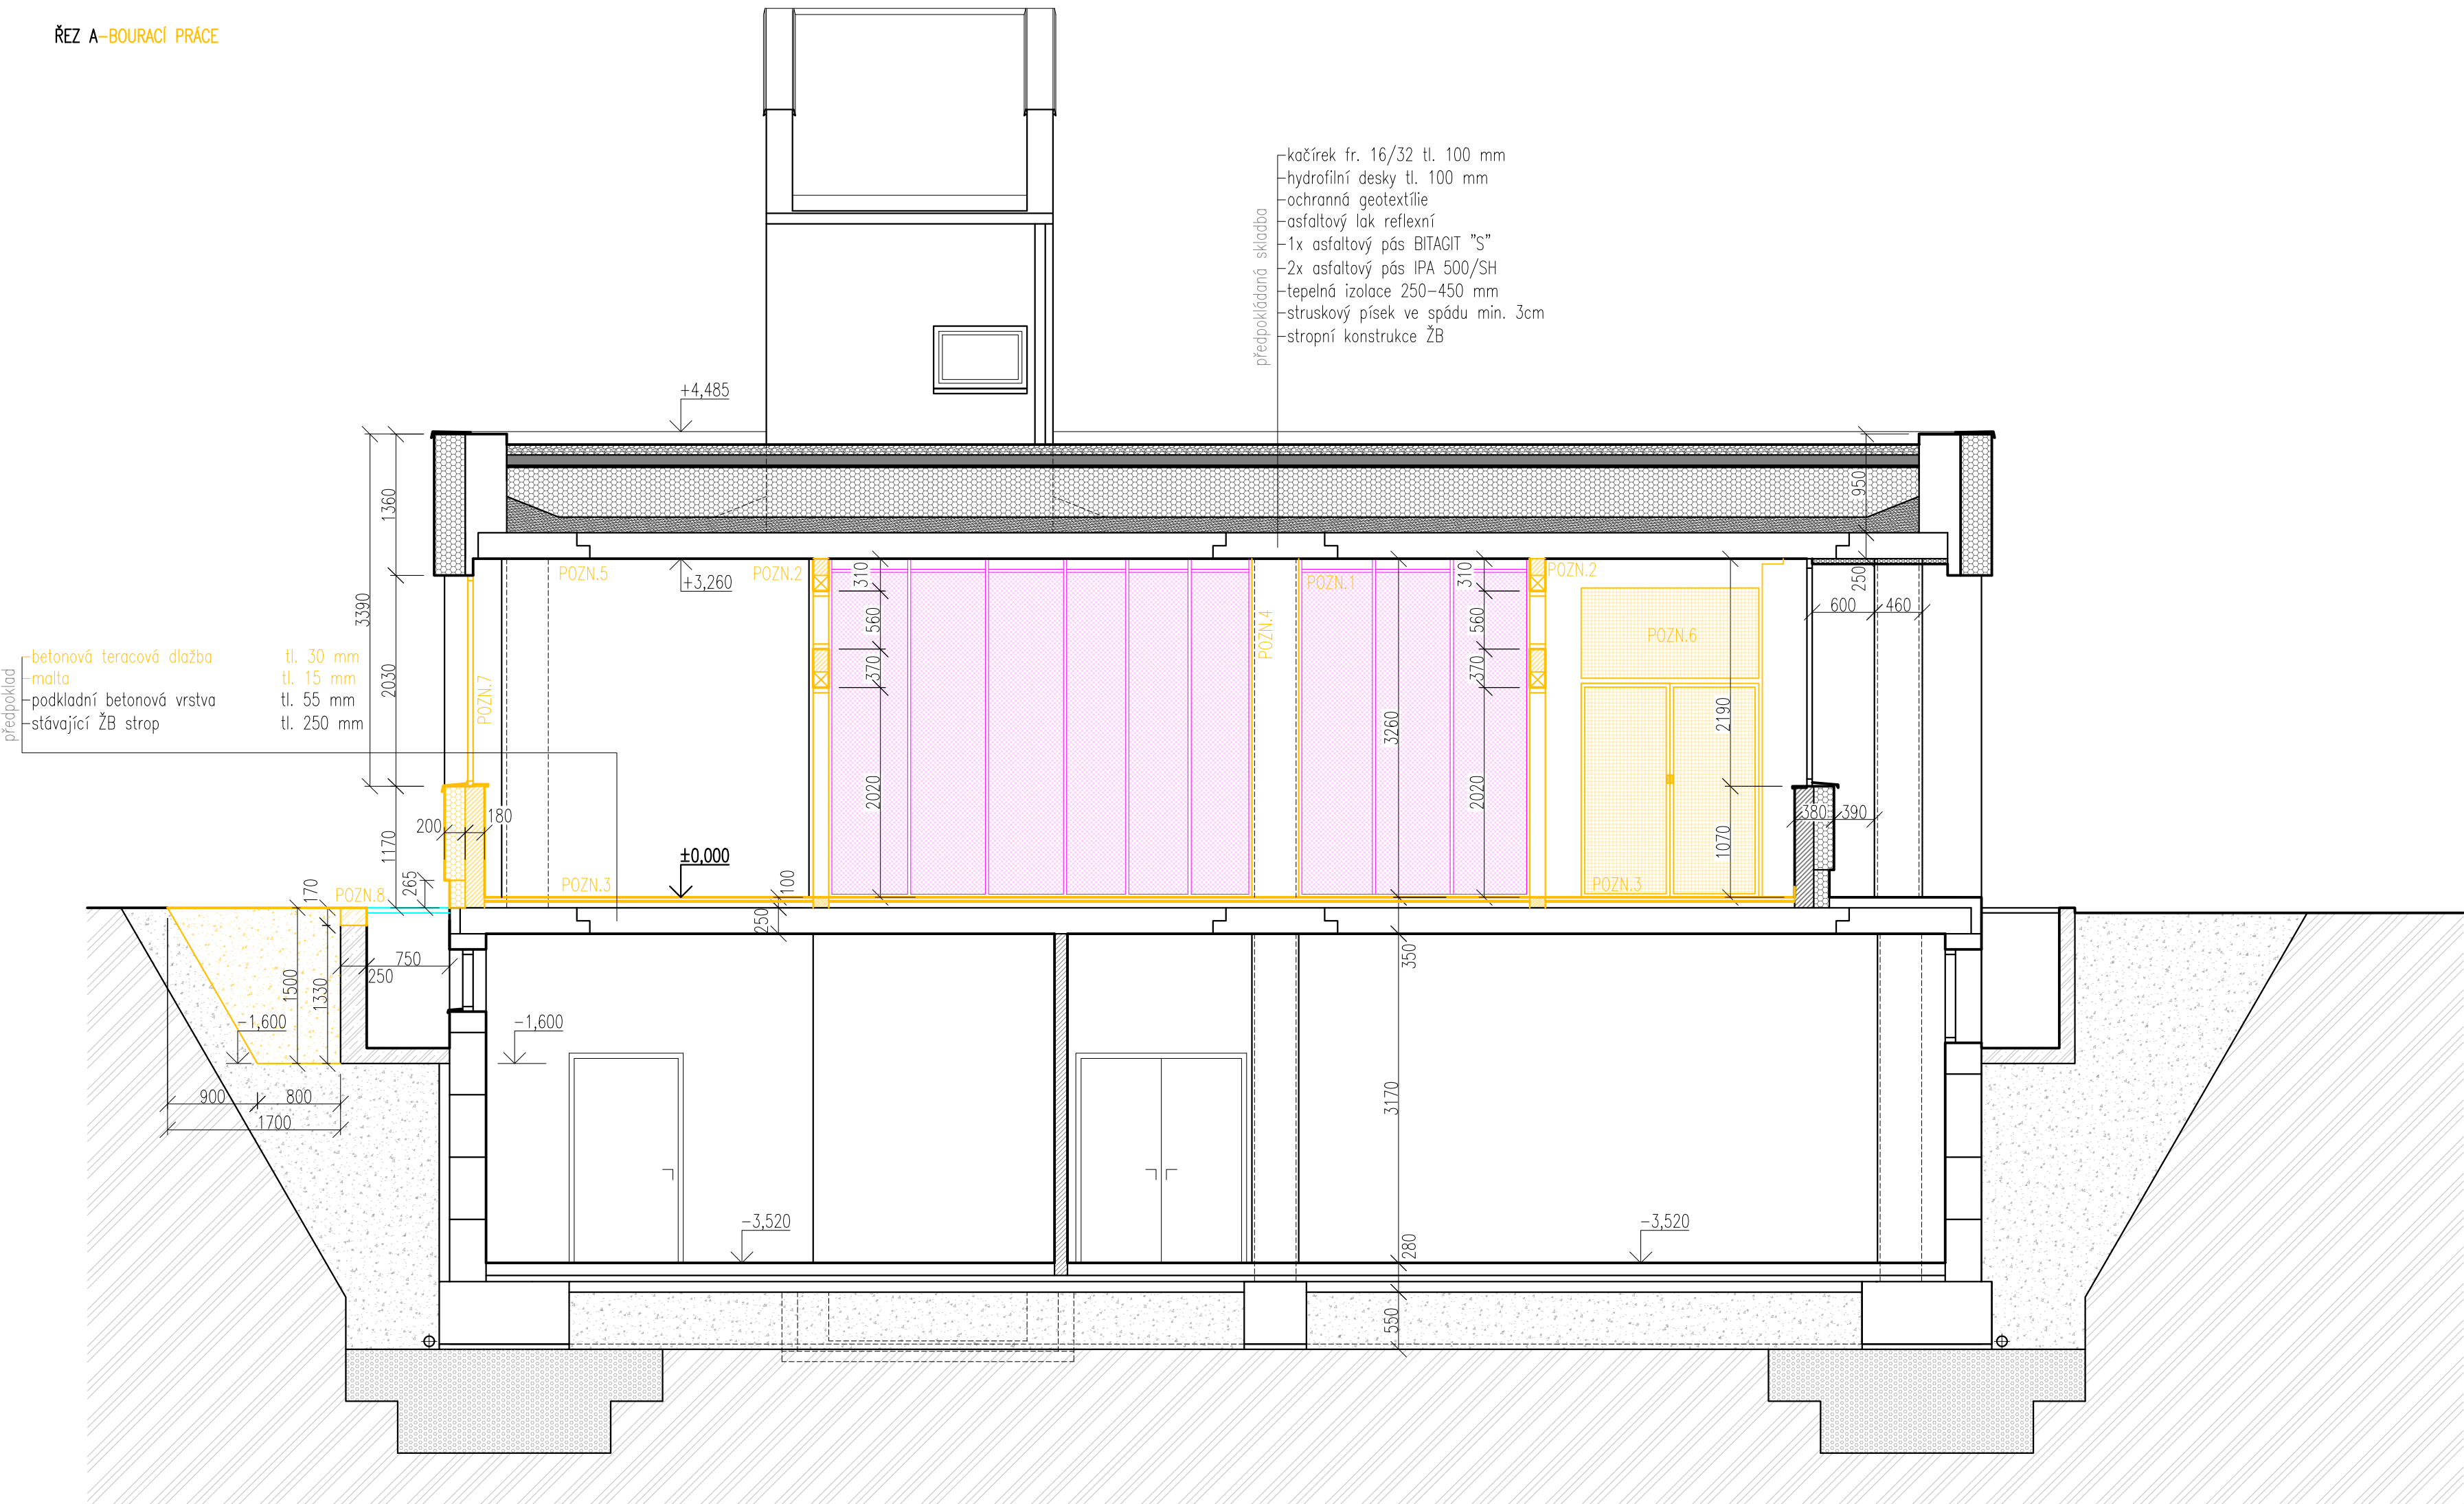 ŘEZ A-BOURACÍ PRÁCE
předpokládaná skladba
kačírek fr. 16/32 tl. 100 mm
hydrofilní desky tl. 100 mm
ochranná geotextílie
asfaltový lak reflexní
1x asfaltový pás BITAGIT "S"
2x asfaltový pás IPA 500/SH
tepelná izolace 250-450 mm
struskový písek ve spádu min. 3cm
stropní konstrukce ŽB
+4,485
1360
3390
2030
1170
950
250
POZN.5
+3,260
POZN.2
310
560
370
2020
POZN.4
POZN.1
3260
310
560
370
2020
POZN.2
POZN.6
2190
1070
600
460
380
390
předpoklad
betonová teracová dlažba tl. 30 mm
malta tl. 15 mm
podkladní betonová vrstva tl. 55 mm
stávající ŽB strop tl. 250 mm
POZN.7
200
180
±0,000
265
170
POZN.8
POZN.3
100
250
POZN.3
750
250
1500
1330
350
-1,600
-1,600
900
800
1700
3170
-3,520
-3,520
280
550